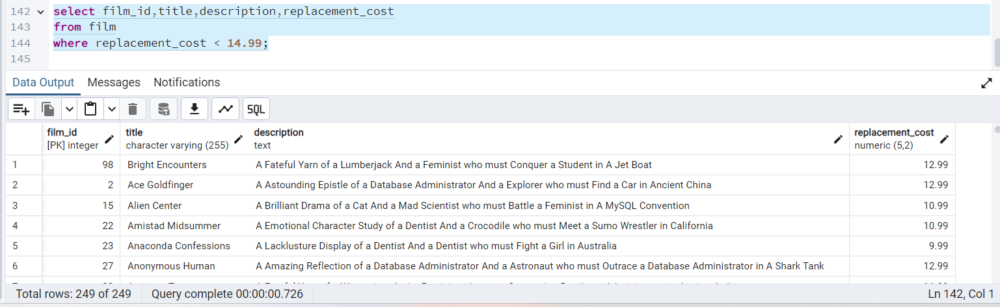 142 select film_id,title,description,replacement_cost
143 from film
144 where replacement_cost < 14.99;
145
Data Output Messages Notifications
SQL
film_id title description replacement_cost
[PK] integer character varying (255) text numeric (5,2)
1 98 Bright Encounters A Fateful Yarn of a Lumberjack And a Feminist who must Conquer a Student in A Jet Boat 12.99
2 2 Ace Goldfinger A Astounding Epistle of a Database Administrator And a Explorer who must Find a Car in Ancient China 12.99
3 15 Alien Center A Brilliant Drama of a Cat And a Mad Scientist who must Battle a Feminist in A MySQL Convention 10.99
4 22 Amistad Midsummer A Emotional Character Study of a Dentist And a Crocodile who must Meet a Sumo Wrestler in California 10.99
5 23 Anaconda Confessions A Lacklusture Display of a Dentist And a Dentist who must Fight a Girl in Australia 9.99
6 27 Anonymous Human A Amazing Reflection of a Database Administrator And a Astronaut who must Outrace a Database Administrator in A Shark Tank 12.99
Total rows: 249 of 249 Query complete 00:00:00.726 Ln 142, Col 1